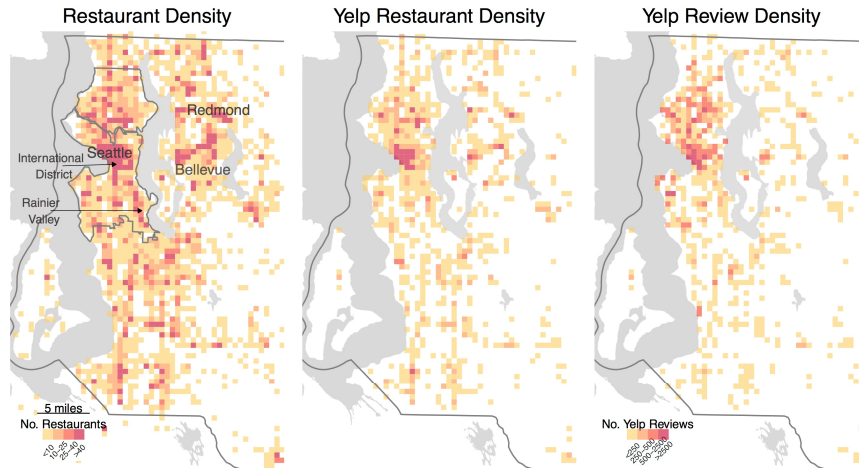 Restaurant Density
Yelp Restaurant Density
Yelp Review Density
Redmond
Seattle
International
District
Bellevue
Rainier
Valley
5 miles
No. Restaurants
<10
10–25
25–40
>40
No. Yelp Reviews
<250
250–500
500–2500
>2500